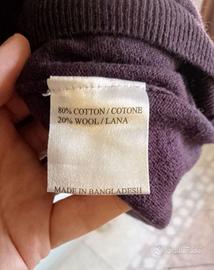 80% COTTON / COTONE
20% WOOL / LANA
MADE IN BANGLADESH